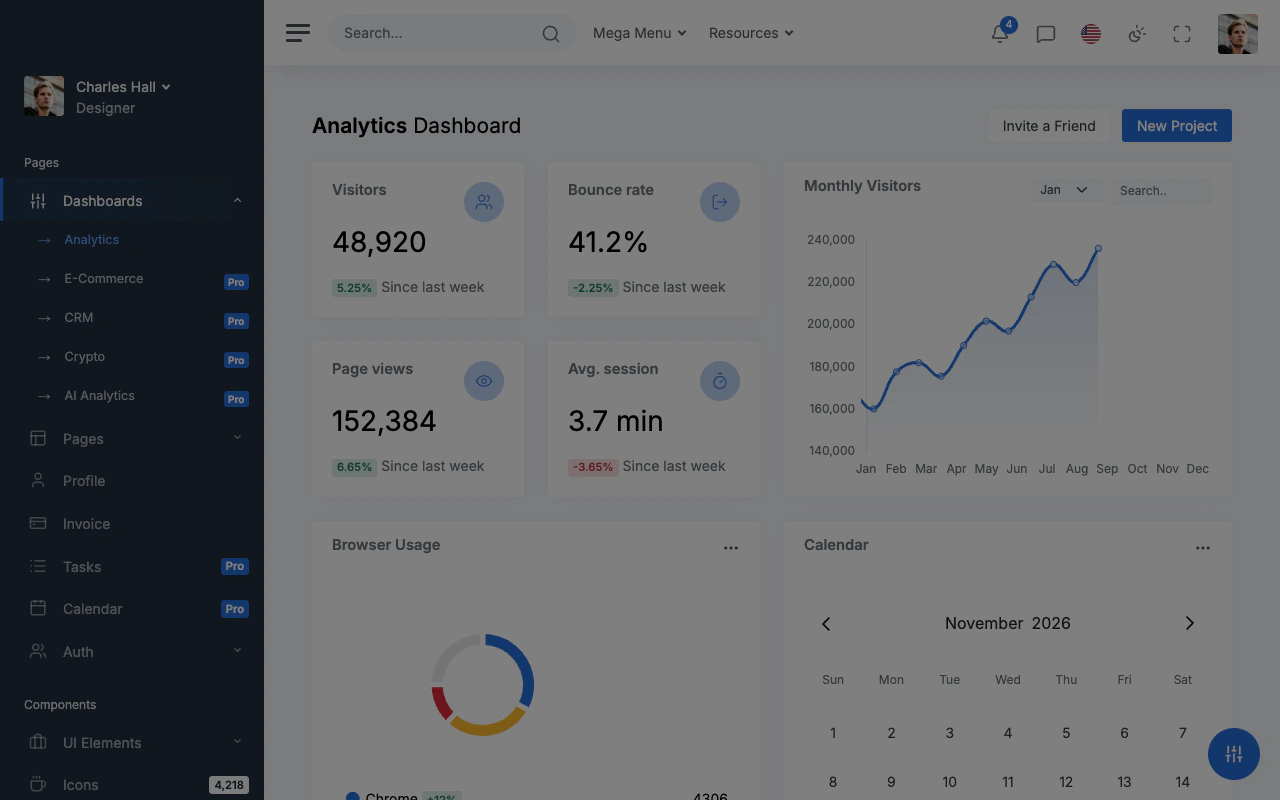 Charles Hall
Designer
Pages
Dashboards
Analytics
E-Commerce Pro
CRM Pro
Crypto Pro
AI Analytics Pro
Pages
Profile
Invoice
Tasks Pro
Calendar Pro
Auth
Components
UI Elements
Icons 4,218
Search... Mega Menu Resources 4
Analytics Dashboard
Invite a Friend New Project
Visitors
48,920
5.25% Since last week
Bounce rate
41.2%
-2.25% Since last week
Page views
152,384
6.65% Since last week
Avg. session
3.7 min
-3.65% Since last week
Monthly Visitors Jan Search..
240,000
220,000
200,000
180,000
160,000
140,000
Jan Feb Mar Apr May Jun Jul Aug Sep Oct Nov Dec
Browser Usage
Chrome +12% 4306
Calendar
November 2026
Sun Mon Tue Wed Thu Fri Sat
1 2 3 4 5 6 7
8 9 10 11 12 13 14